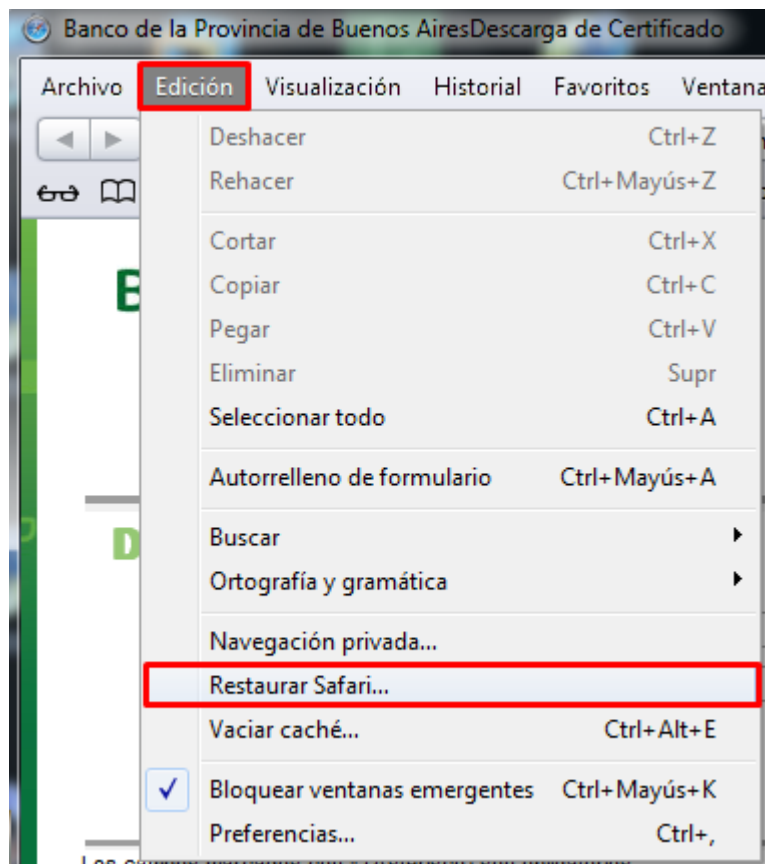 Banco de la Provincia de Buenos AiresDescarga de Certificado
Archivo Edición Visualización Historial Favoritos Ventana
Deshacer Ctrl+Z
Rehacer Ctrl+Mayús+Z
Cortar Ctrl+X
Copiar Ctrl+C
Pegar Ctrl+V
Eliminar Supr
Seleccionar todo Ctrl+A
Autorrelleno de formulario Ctrl+Mayús+A
Buscar
Ortografía y gramática
Navegación privada...
Restaurar Safari...
Vaciar caché... Ctrl+Alt+E
Bloquear ventanas emergentes Ctrl+Mayús+K
Preferencias... Ctrl+,